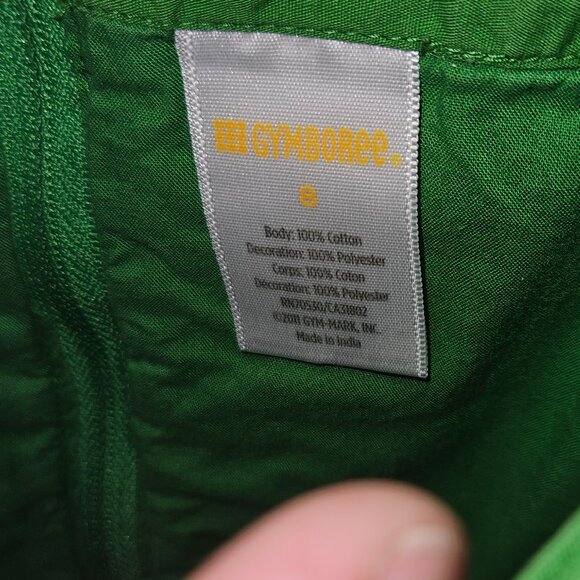 GYMBOREE®
8
Body: 100% Cotton
Decoration: 100% Polyester
Corps: 100% Coton
Decoration: 100% Polyester
RN70530/CA31802
©2011 GYM-MARK, INC.
Made in India